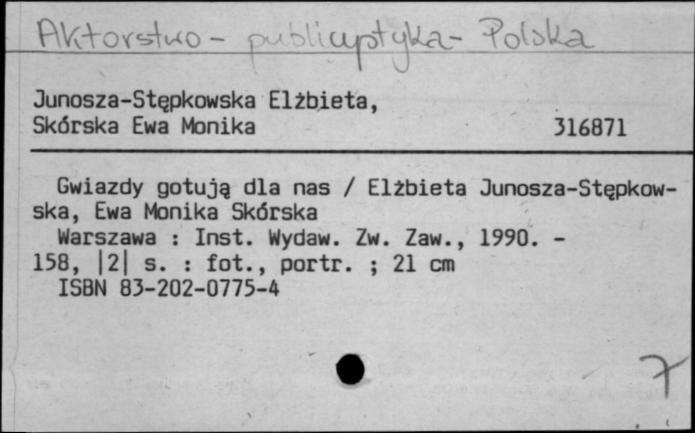 Aktorstwo - publicystyka - Polska
Junosza-Stępkowska Elżbieta,
Skórska Ewa Monika 316871
Gwiazdy gotują dla nas / Elżbieta Junosza-Stępkow-
ska, Ewa Monika Skórska
Warszawa : Inst. Wydaw. Zw. Zaw., 1990. -
158, |2| s. : fot., portr. ; 21 cm
ISBN 83-202-0775-4
7